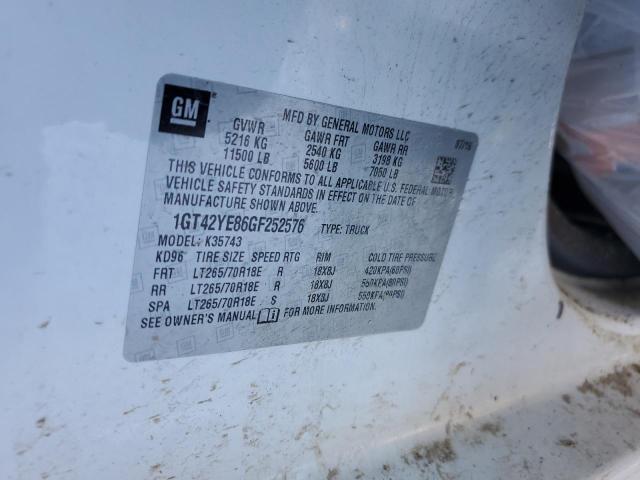 GM
MFD BY GENERAL MOTORS LLC
GVWR GAWR FRT GAWR RR
5216 KG 2540 KG 3198 KG
11500 LB 5600 LB 7050 LB
THIS VEHICLE CONFORMS TO ALL APPLICABLE U.S. FEDERAL MOTOR
VEHICLE SAFETY STANDARDS IN EFFECT ON THE DATE OF
MANUFACTURE SHOWN ABOVE.
1GT42YE86GF252576 TYPE: TRUCK
MODEL: K35743
KD96 TIRE SIZE SPEED RTG RIM COLD TIRE PRESSURE
FRT LT265/70R18E R 18X8J 420KPA(60PSI)
RR LT265/70R18E R 18X8J 550KPA(80PSI)
SPA LT265/70R18E S 18X8J 550KPA(80PSI)
SEE OWNER'S MANUAL FOR MORE INFORMATION.